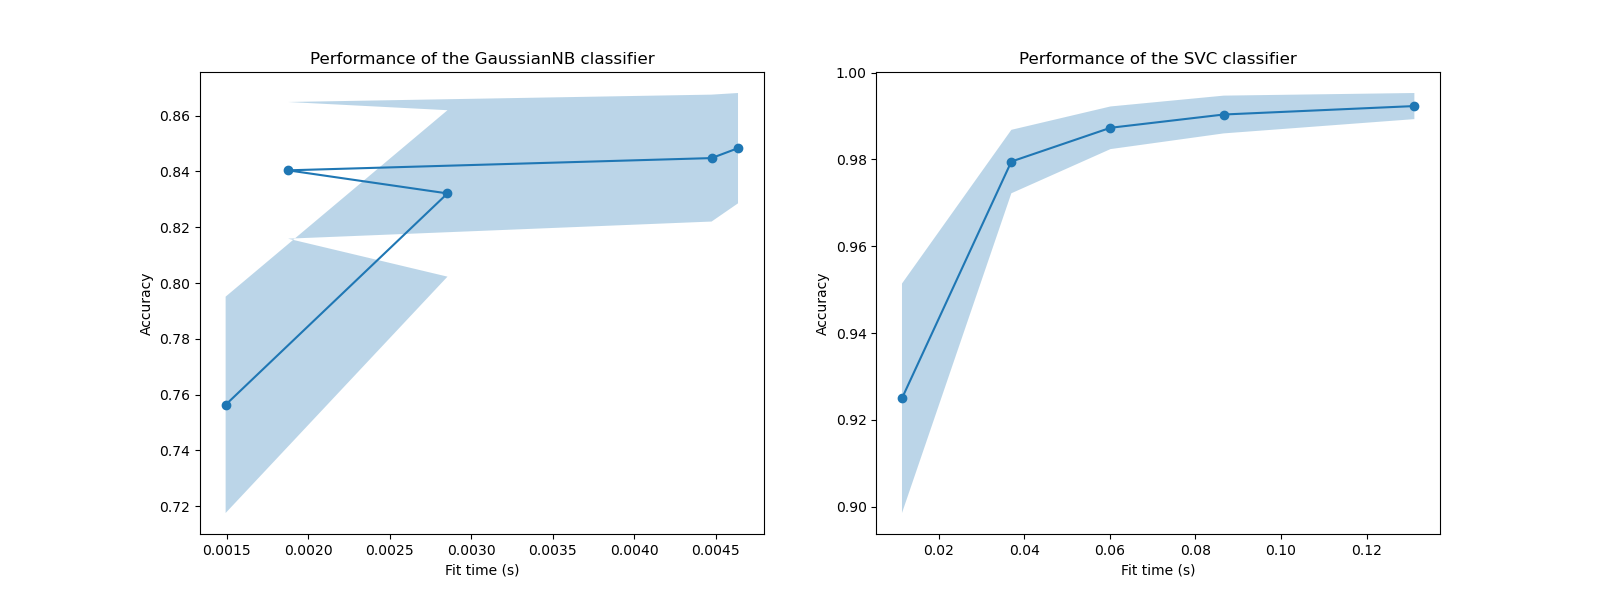 Performance of the GaussianNB classifier
0.86
0.84
0.82
0.80
0.78
0.76
0.74
0.72
Accuracy
0.0015 0.0020 0.0025 0.0030 0.0035 0.0040 0.0045
Fit time (s)
Performance of the SVC classifier
1.00
0.98
0.96
0.94
0.92
0.90
Accuracy
0.02 0.04 0.06 0.08 0.10 0.12
Fit time (s)